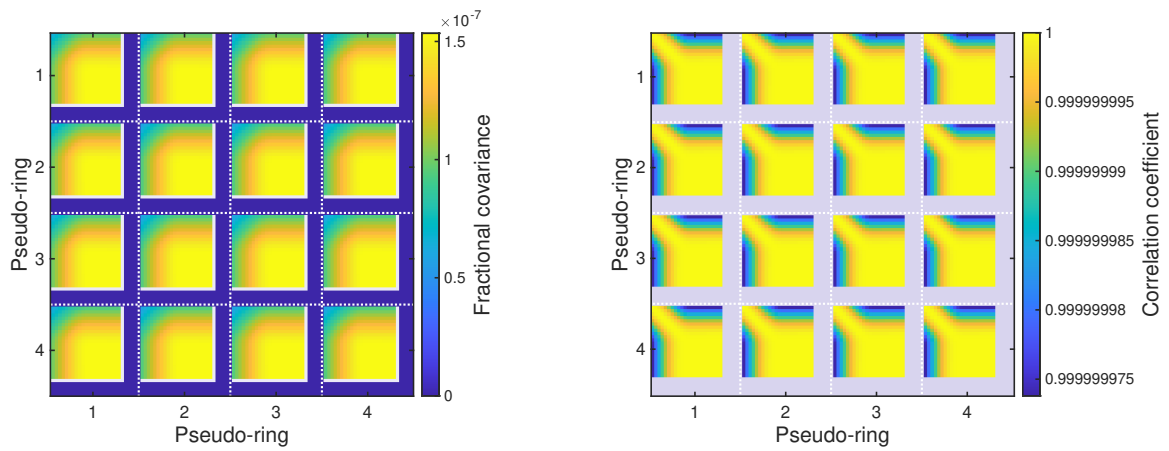 ×10⁻⁷
1
2
3
4
Pseudo-ring
1 2 3 4
Pseudo-ring
1.5
1
0.5
0
Fractional covariance
1
2
3
4
Pseudo-ring
1 2 3 4
Pseudo-ring
1
0.999999995
0.99999999
0.999999985
0.99999998
0.999999975
Correlation coefficient